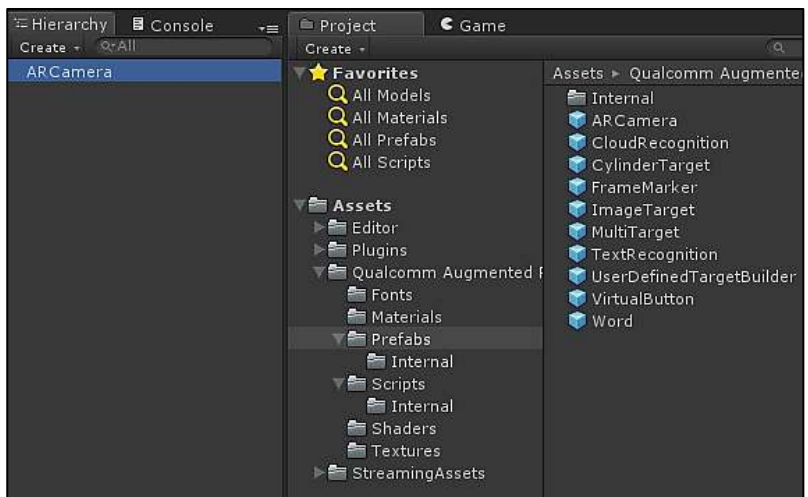 Hierarchy
Console
Create
All
ARCamera
Project
Game
Create
Favorites
All Models
All Materials
All Prefabs
All Scripts
Assets
Editor
Plugins
Qualcomm Augmented
Fonts
Materials
Prefabs
Internal
Scripts
Internal
Shaders
Textures
StreamingAssets
Assets Qualcomm Augmente
Internal
ARCamera
CloudRecognition
CylinderTarget
FrameMarker
ImageTarget
MultiTarget
TextRecognition
UserDefinedTargetBuilder
VirtualButton
Word